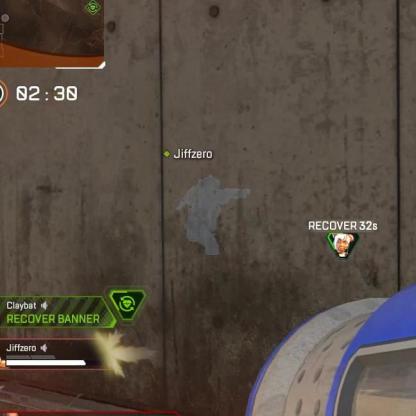 02:30
Jiffzero
RECOVER 32s
Claybat
RECOVER BANNER
Jiffzero